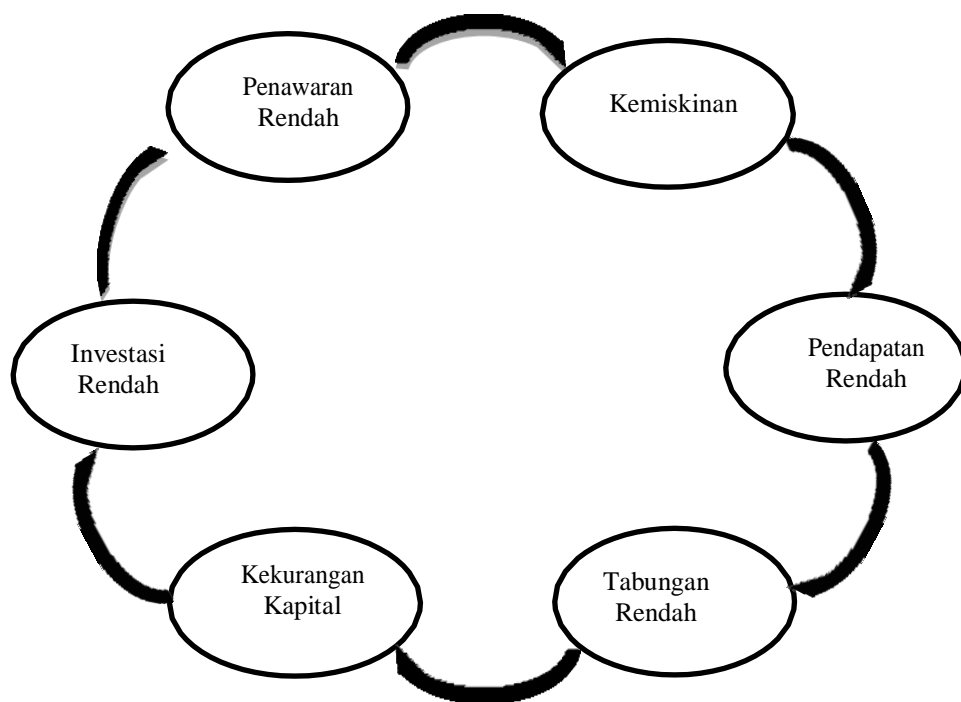 Penawaran
Rendah
Kemiskinan
Pendapatan
Rendah
Tabungan
Rendah
Kekurangan
Kapital
Investasi
Rendah